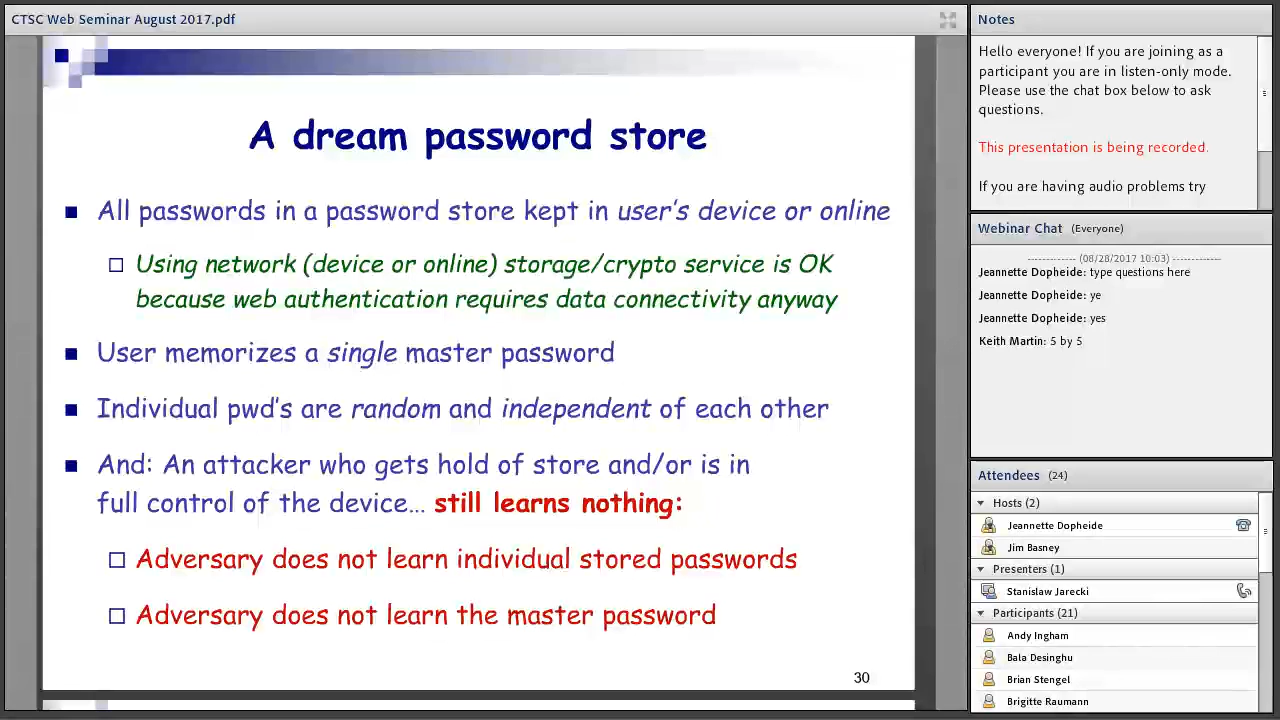 CTSC Web Seminar August 2017.pdf
A dream password store
All passwords in a password store kept in user's device or online
Using network (device or online) storage/crypto service is OK
because web authentication requires data connectivity anyway
User memorizes a single master password
Individual pwd's are random and independent of each other
And: An attacker who gets hold of store and/or is in
full control of the device… still learns nothing:
Adversary does not learn individual stored passwords
Adversary does not learn the master password
30
Notes
Hello everyone! If you are joining as a
participant you are in listen-only mode.
Please use the chat box below to ask
questions.
This presentation is being recorded.
If you are having audio problems try
Webinar Chat (Everyone)
------------- (08/28/2017 10:03) -------------
Jeannette Dopheide: type questions here
Jeannette Dopheide: ye
Jeannette Dopheide: yes
Keith Martin: 5 by 5
Attendees (24)
Hosts (2)
Jeannette Dopheide
Jim Basney
Presenters (1)
Stanislaw Jarecki
Participants (21)
Andy Ingham
Bala Desinghu
Brian Stengel
Brigitte Raumann